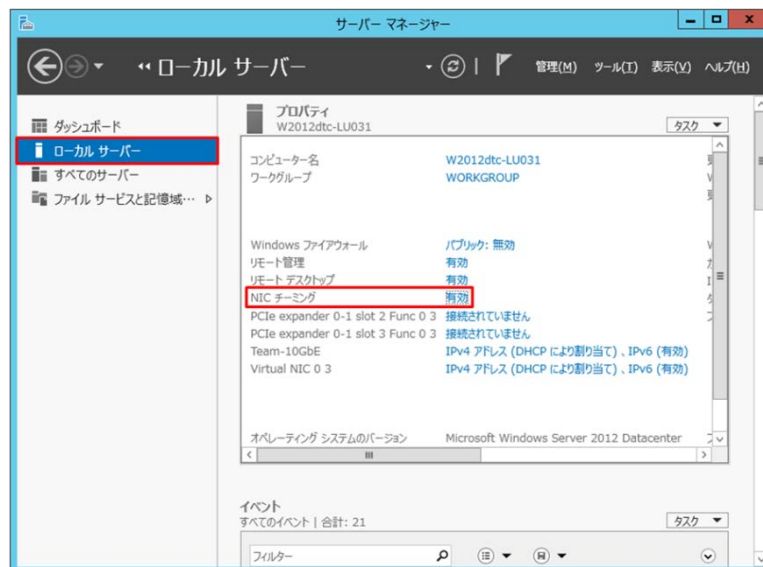 サーバー マネージャー
ローカル サーバー
管理(M) ツール(T) 表示(V) ヘルプ(H)
ダッシュボード
ローカル サーバー
すべてのサーバー
ファイル サービスと記憶域…
プロパティ
W2012dtc-LU031
タスク
コンピューター名 W2012dtc-LU031
ワークグループ WORKGROUP
Windows ファイアウォール パブリック: 無効
リモート管理 有効
リモート デスクトップ 有効
NIC チーミング 有効
PCIe expander 0-1 slot 2 Func 0 3 接続されていません
PCIe expander 0-1 slot 3 Func 0 3 接続されていません
Team-10GbE IPv4 アドレス (DHCP により割り当て)、IPv6 (有効)
Virtual NIC 0 3 IPv4 アドレス (DHCP により割り当て)、IPv6 (有効)
オペレーティング システムのバージョン Microsoft Windows Server 2012 Datacenter
イベント
すべてのイベント | 合計: 21
タスク
フィルター